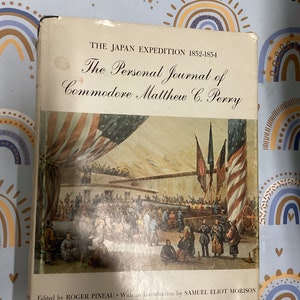 THE JAPAN EXPEDITION 1852-1854
The Personal Journal of
Commodore Matthew C. Perry
Edited by ROGER PINEAU • With an Introduction by SAMUEL ELIOT MORISON